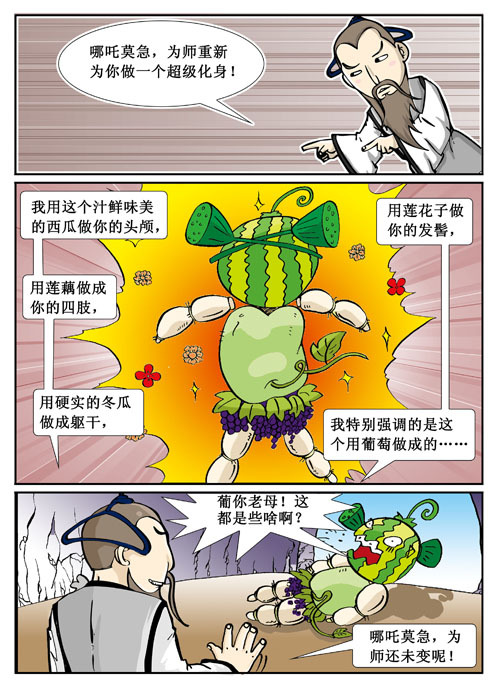 哪吒莫急，为师重新
为你做一个超级化身！
我用这个汁鲜味美
的西瓜做你的头颅，
用莲花子做
你的发髻，
用莲藕做成
你的四肢，
用硬实的冬瓜
做成躯干，
我特别强调的是这
个用葡萄做成的……
葡你老母！这
都是些啥啊？
哪吒莫急，为
师还未变呢！